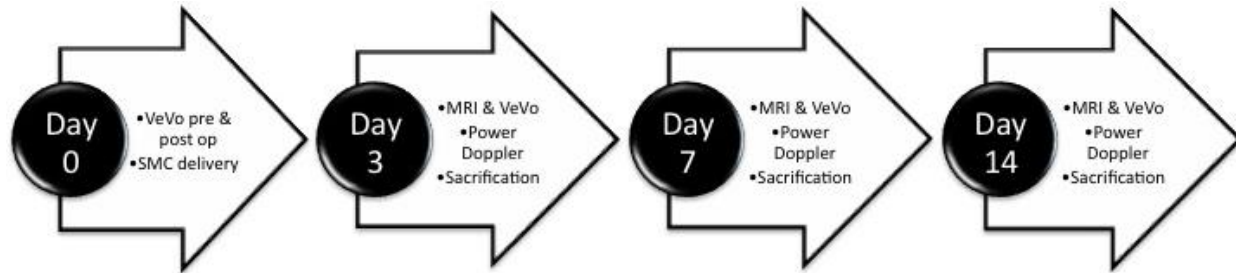 Day
0
•VeVo pre &
post op
•SMC delivery
Day
3
•MRI & VeVo
•Power
Doppler
•Sacrification
Day
7
•MRI & VeVo
•Power
Doppler
•Sacrification
Day
14
•MRI & VeVo
•Power
Doppler
•Sacrification